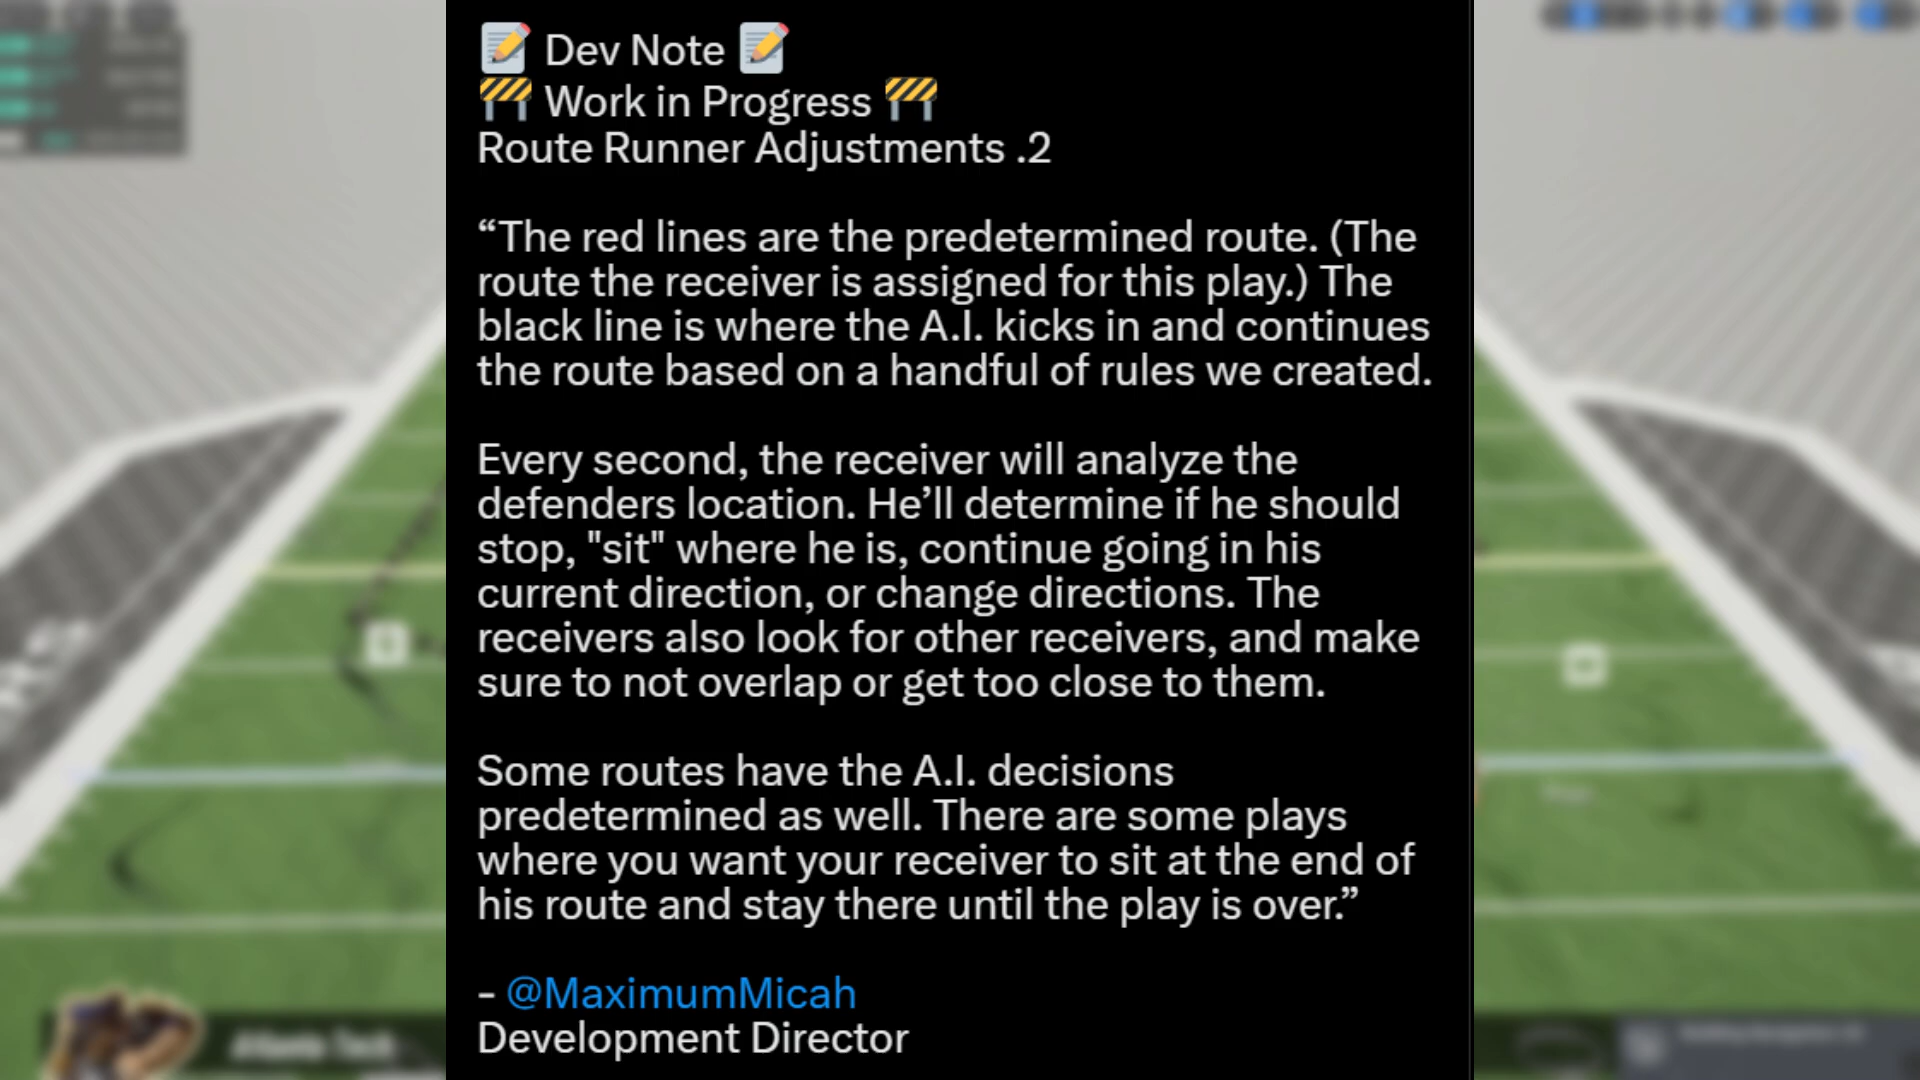 📝 Dev Note 📝
🚧 Work in Progress 🚧
Route Runner Adjustments .2
“The red lines are the predetermined route. (The
route the receiver is assigned for this play.) The
black line is where the A.I. kicks in and continues
the route based on a handful of rules we created.
Every second, the receiver will analyze the
defenders location. He’ll determine if he should
stop, "sit" where he is, continue going in his
current direction, or change directions. The
receivers also look for other receivers, and make
sure to not overlap or get too close to them.
Some routes have the A.I. decisions
predetermined as well. There are some plays
where you want your receiver to sit at the end of
his route and stay there until the play is over.”
– @MaximumMicah
Development Director
Atlanta Tech